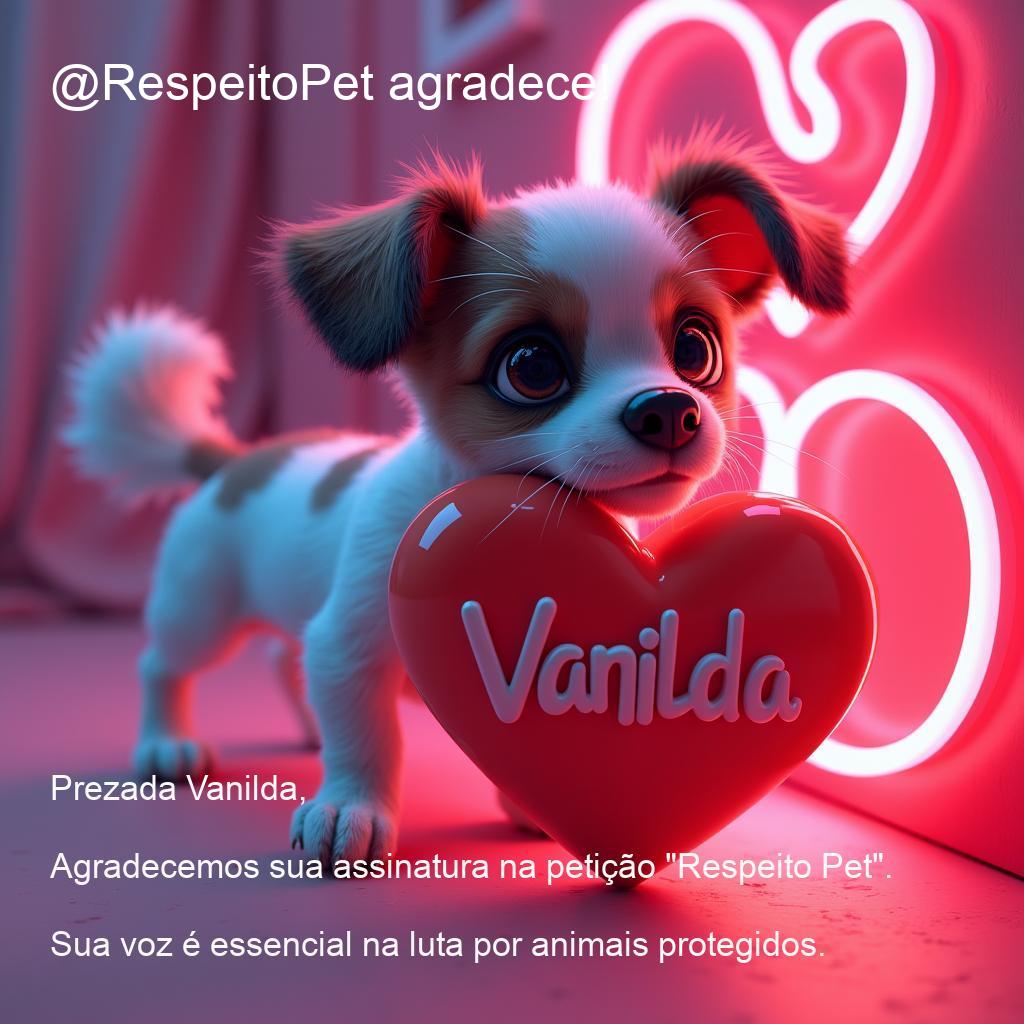 @RespeitoPet agradece!
Vanilda
Prezada Vanilda,
Agradecemos sua assinatura na petição "Respeito Pet".
Sua voz é essencial na luta por animais protegidos.